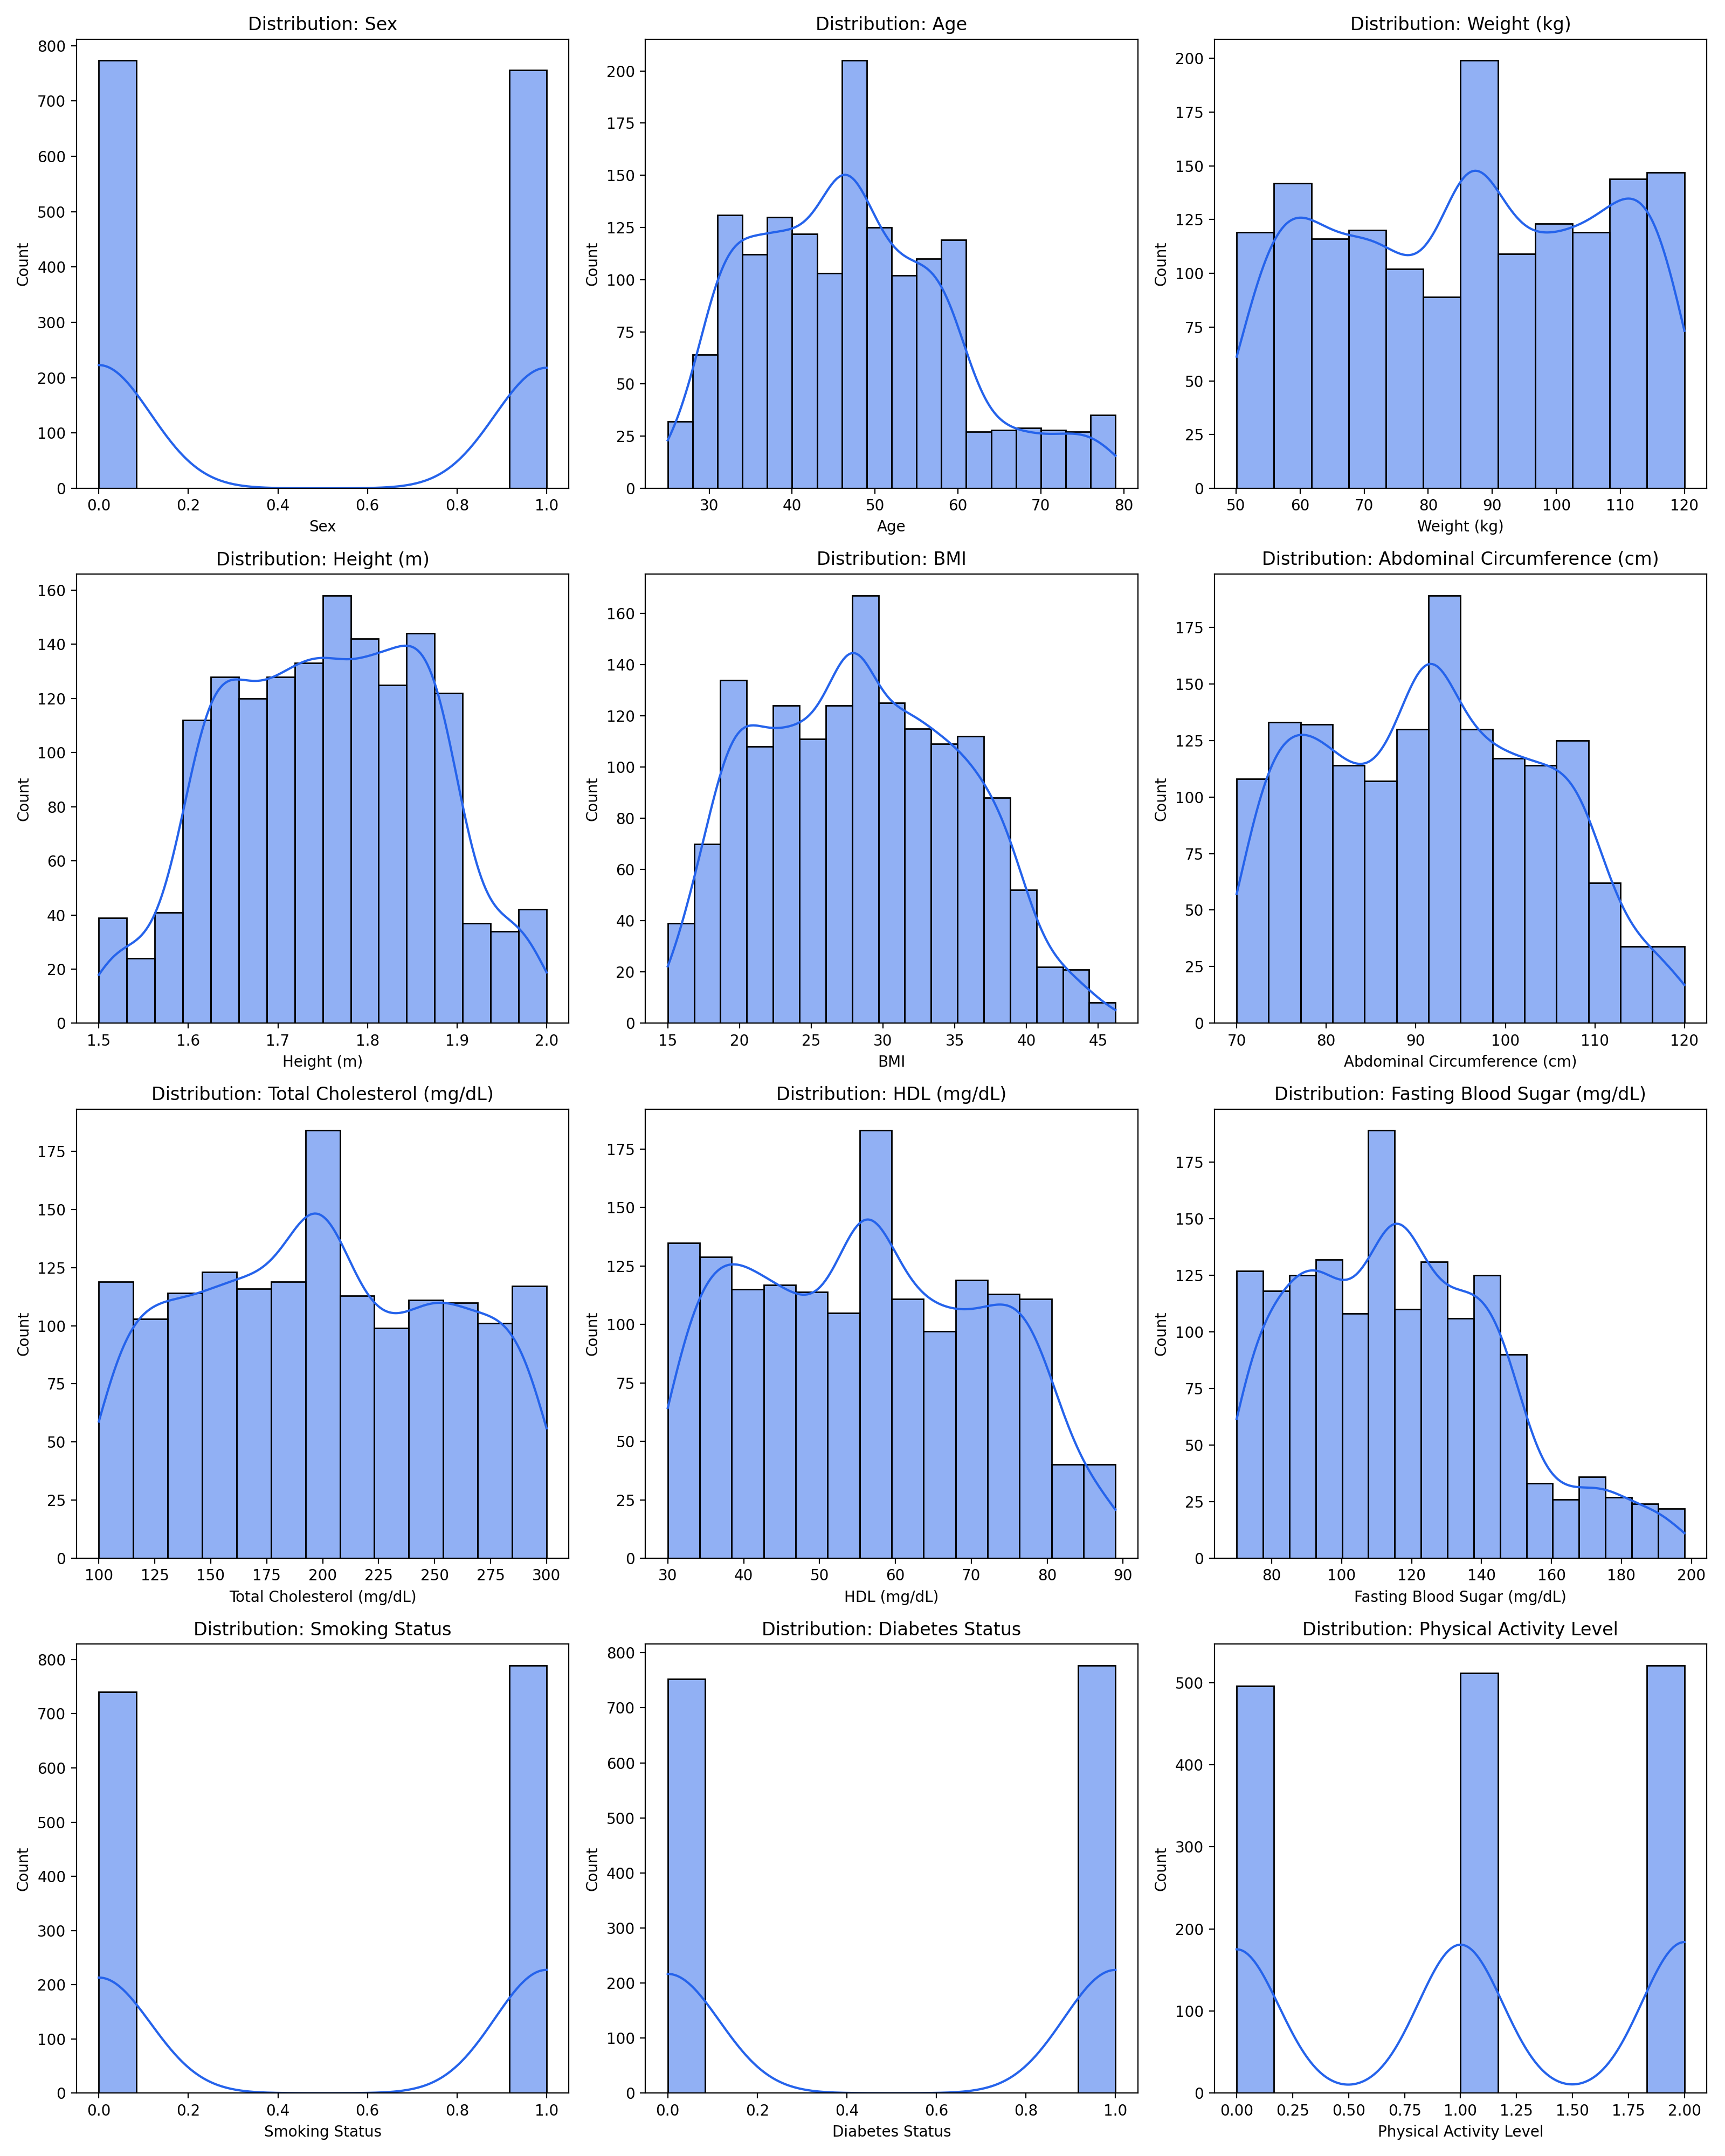 Distribution: Sex
Count
0
100
200
300
400
500
600
700
800
0.0 0.2 0.4 0.6 0.8 1.0
Sex
Distribution: Age
Count
0
25
50
75
100
125
150
175
200
30 40 50 60 70 80
Age
Distribution: Weight (kg)
Count
0
25
50
75
100
125
150
175
200
50 60 70 80 90 100 110 120
Weight (kg)
Distribution: Height (m)
Count
0
20
40
60
80
100
120
140
160
1.5 1.6 1.7 1.8 1.9 2.0
Height (m)
Distribution: BMI
Count
0
20
40
60
80
100
120
140
160
15 20 25 30 35 40 45
BMI
Distribution: Abdominal Circumference (cm)
Count
0
25
50
75
100
125
150
175
70 80 90 100 110 120
Abdominal Circumference (cm)
Distribution: Total Cholesterol (mg/dL)
Count
0
25
50
75
100
125
150
175
100 125 150 175 200 225 250 275 300
Total Cholesterol (mg/dL)
Distribution: HDL (mg/dL)
Count
0
25
50
75
100
125
150
175
30 40 50 60 70 80 90
HDL (mg/dL)
Distribution: Fasting Blood Sugar (mg/dL)
Count
0
25
50
75
100
125
150
175
80 100 120 140 160 180 200
Fasting Blood Sugar (mg/dL)
Distribution: Smoking Status
Count
0
100
200
300
400
500
600
700
800
0.0 0.2 0.4 0.6 0.8 1.0
Smoking Status
Distribution: Diabetes Status
Count
0
100
200
300
400
500
600
700
800
0.0 0.2 0.4 0.6 0.8 1.0
Diabetes Status
Distribution: Physical Activity Level
Count
0
100
200
300
400
500
0.00 0.25 0.50 0.75 1.00 1.25 1.50 1.75 2.00
Physical Activity Level